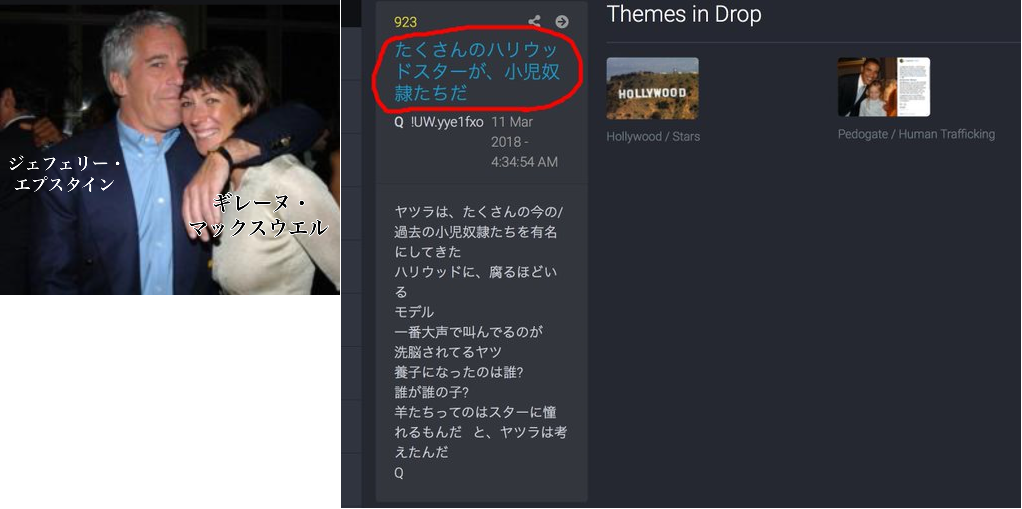 ジェフェリー・
エプスタイン
ギレーヌ・
マックスウエル
923
たくさんのハリウッ
ドスターが、小児奴
隷たちだ
Q !UW.yye1fxo 11 Mar
2018 -
4:34:54 AM
ヤツラは、たくさんの今の/
過去の小児奴隷たちを有名
にしてきた
ハリウッドに、腐るほどい
る
モデル
一番大声で叫んでるのが
洗脳されてるヤツ
養子になったのは誰?
誰が誰の子?
羊たちってのはスターに憧
れるもんだ と、ヤツラは考
えたんだ
Q
Themes in Drop
HOLLYWOOD
Hollywood / Stars
Pedogate / Human Trafficking